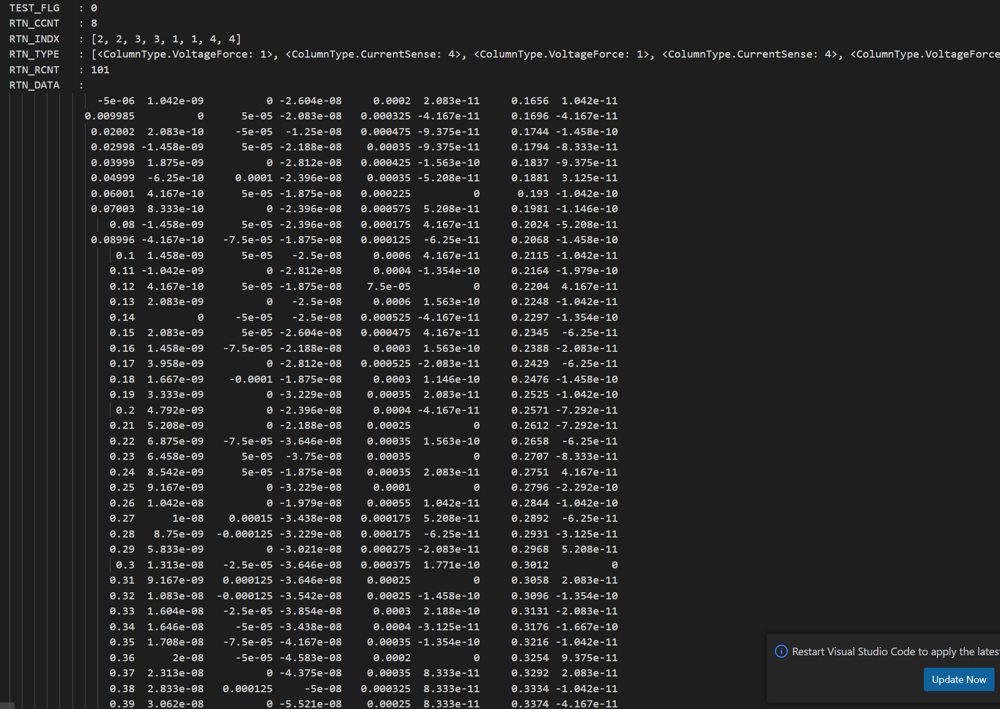 TEST_FLG : 0
RTN_CCNT : 8
RTN_INDX : [2, 2, 3, 3, 1, 1, 4, 4]
RTN_TYPE : [<ColumnType.VoltageForce: 1>, <ColumnType.CurrentSense: 4>, <ColumnType.VoltageForce: 1>, <ColumnType.CurrentSense: 4>, <ColumnType.VoltageForce
RTN_RCNT : 101
RTN_DATA :
-5e-06 1.042e-09 0 -2.604e-08 0.0002 2.083e-11 0.1656 1.042e-11
0.009985 0 5e-05 -2.083e-08 0.000325 -4.167e-11 0.1696 -4.167e-11
0.02002 2.083e-10 -5e-05 -1.25e-08 0.000475 -9.375e-11 0.1744 -1.458e-10
0.02998 -1.458e-09 5e-05 -2.188e-08 0.00035 -9.375e-11 0.1794 -8.333e-11
0.03999 1.875e-09 0 -2.812e-08 0.000425 -1.563e-10 0.1837 -9.375e-11
0.04999 -6.25e-10 0.0001 -2.396e-08 0.00035 -5.208e-11 0.1881 3.125e-11
0.06001 4.167e-10 5e-05 -1.875e-08 0.000225 0 0.193 -1.042e-10
0.07003 8.333e-10 0 -2.396e-08 0.000575 5.208e-11 0.1981 -1.146e-10
0.08 -1.458e-09 5e-05 -2.396e-08 0.000175 4.167e-11 0.2024 -5.208e-11
0.08996 -4.167e-10 -7.5e-05 -1.875e-08 0.000125 -6.25e-11 0.2068 -1.458e-10
0.1 1.458e-09 5e-05 -2.5e-08 0.0006 4.167e-11 0.2115 -1.042e-11
0.11 -1.042e-09 0 -2.812e-08 0.0004 -1.354e-10 0.2164 -1.979e-10
0.12 4.167e-10 5e-05 -1.875e-08 7.5e-05 0 0.2204 4.167e-11
0.13 2.083e-09 0 -2.5e-08 0.0006 1.563e-10 0.2248 -1.042e-11
0.14 0 -5e-05 -2.5e-08 0.000525 -4.167e-11 0.2297 -1.354e-10
0.15 2.083e-09 5e-05 -2.604e-08 0.000475 4.167e-11 0.2345 -6.25e-11
0.16 1.458e-09 -7.5e-05 -2.188e-08 0.0003 1.563e-10 0.2388 -2.083e-11
0.17 3.958e-09 0 -2.812e-08 0.000525 -2.083e-11 0.2429 -6.25e-11
0.18 1.667e-09 -0.0001 -1.875e-08 0.0003 1.146e-10 0.2476 -1.458e-10
0.19 3.333e-09 0 -3.229e-08 0.00035 2.083e-11 0.2525 -1.042e-10
0.2 4.792e-09 0 -2.396e-08 0.0004 -4.167e-11 0.2571 -7.292e-11
0.21 5.208e-09 0 -2.188e-08 0.00025 0 0.2612 -7.292e-11
0.22 6.875e-09 -7.5e-05 -3.646e-08 0.00035 1.563e-10 0.2658 -6.25e-11
0.23 6.458e-09 5e-05 -3.75e-08 0.00035 0 0.2707 -8.333e-11
0.24 8.542e-09 5e-05 -1.875e-08 0.00035 2.083e-11 0.2751 4.167e-11
0.25 9.167e-09 0 -3.229e-08 0.0001 0 0.2796 -2.292e-10
0.26 1.042e-08 0 -1.979e-08 0.00055 1.042e-11 0.2844 -1.042e-10
0.27 1e-08 0.00015 -3.438e-08 0.000175 5.208e-11 0.2892 -6.25e-11
0.28 8.75e-09 -0.000125 -3.229e-08 0.000175 -6.25e-11 0.2931 -3.125e-11
0.29 5.833e-09 0 -3.021e-08 0.000275 -2.083e-11 0.2968 5.208e-11
0.3 1.313e-08 -2.5e-05 -3.646e-08 0.000375 1.771e-10 0.3012 0
0.31 9.167e-09 0.000125 -3.646e-08 0.00025 0 0.3058 2.083e-11
0.32 1.083e-08 -0.000125 -3.542e-08 0.00025 -1.458e-10 0.3096 -1.354e-10
0.33 1.604e-08 -2.5e-05 -3.854e-08 0.0003 2.188e-10 0.3131 -2.083e-11
0.34 1.646e-08 -5e-05 -3.438e-08 0.0004 -3.125e-11 0.3176 -1.667e-10
0.35 1.708e-08 -7.5e-05 -4.167e-08 0.00035 -1.354e-10 0.3216 -1.042e-11
0.36 2e-08 -5e-05 -4.583e-08 0.0002 0 0.3254 9.375e-11
0.37 2.313e-08 0 -4.375e-08 0.00035 8.333e-11 0.3292 2.083e-11
0.38 2.833e-08 0.000125 -5e-08 0.000325 8.333e-11 0.3334 -1.042e-11
0.39 3.062e-08 0 -5.521e-08 0.00025 8.333e-11 0.3374 -4.167e-11
Restart Visual Studio Code to apply the lates
Update Now